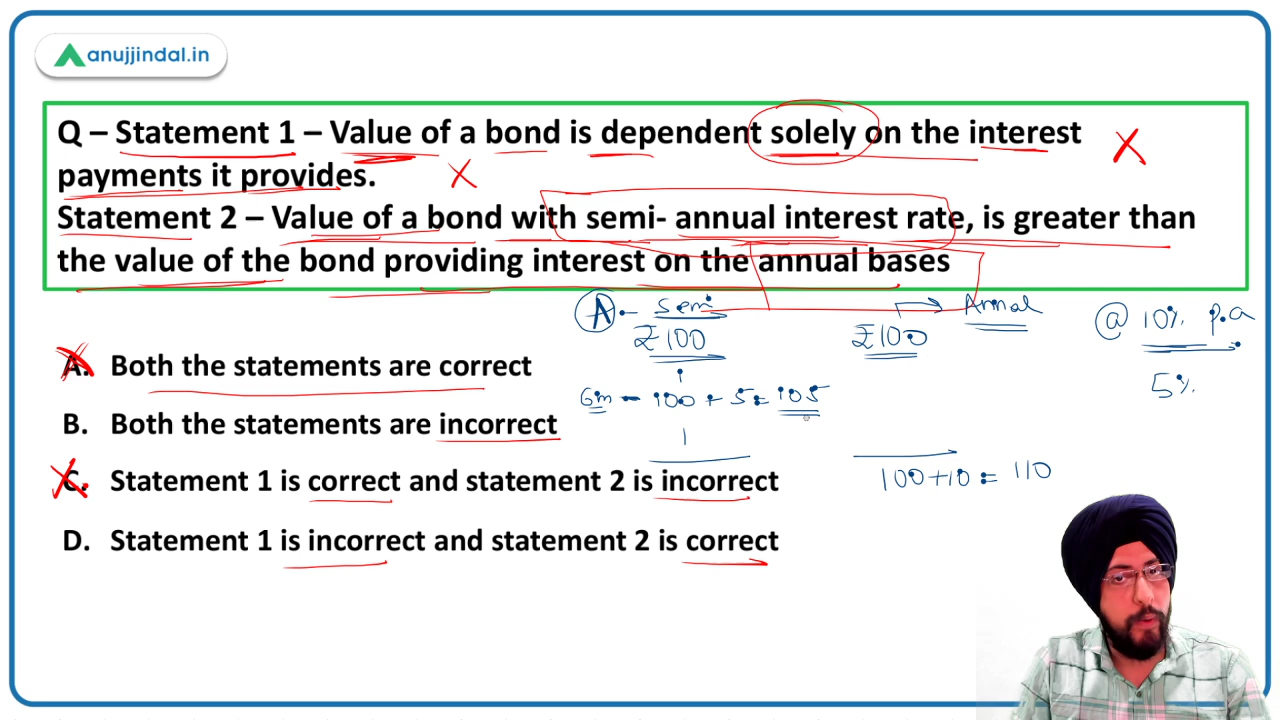 anujjindal.in
Q – Statement 1 – Value of a bond is dependent solely on the interest
payments it provides.
Statement 2 – Value of a bond with semi- annual interest rate, is greater than
the value of the bond providing interest on the annual bases
A – Semi
Annual
@ 10% p.a
₹100
₹100
5%
A. Both the statements are correct
6m – 100 + 5 = 105
B. Both the statements are incorrect
1
100 + 10 = 110
C. Statement 1 is correct and statement 2 is incorrect
D. Statement 1 is incorrect and statement 2 is correct